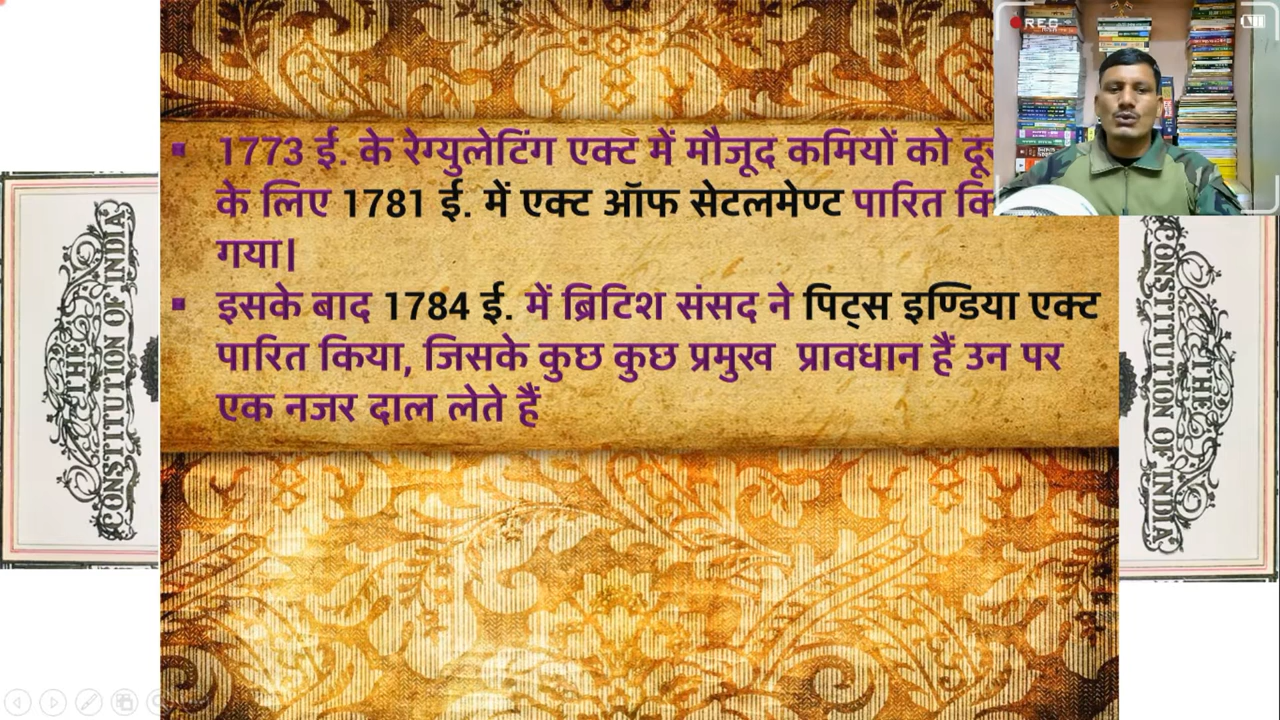 REC
▪ 1773 ई. के रेग्युलेटिंग एक्ट में मौजूद कमियों को
के लिए 1781 ई. में एक्ट ऑफ सेटलमेण्ट पारित
गया|
▪ इसके बाद 1784 ई. में ब्रिटिश संसद ने पिट्स इण्डिया एक्ट
पारित किया, जिसके कुछ कुछ प्रमुख प्रावधान हैं उन पर
एक नजर दाल लेते हैं
THE
CONSTITUTION OF INDIA
THE
CONSTITUTION OF INDIA